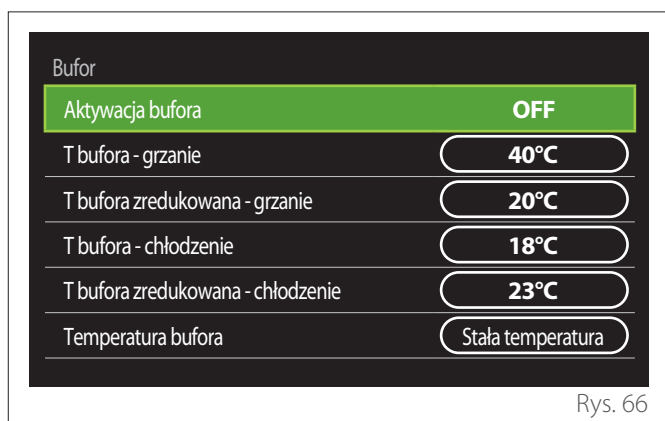 Bufor
Aktywacja bufora OFF
T bufora - grzanie 40°C
T bufora zredukowana - grzanie 20°C
T bufora - chłodzenie 18°C
T bufora zredukowana - chłodzenie 23°C
Temperatura bufora Stała temperatura
Rys. 66